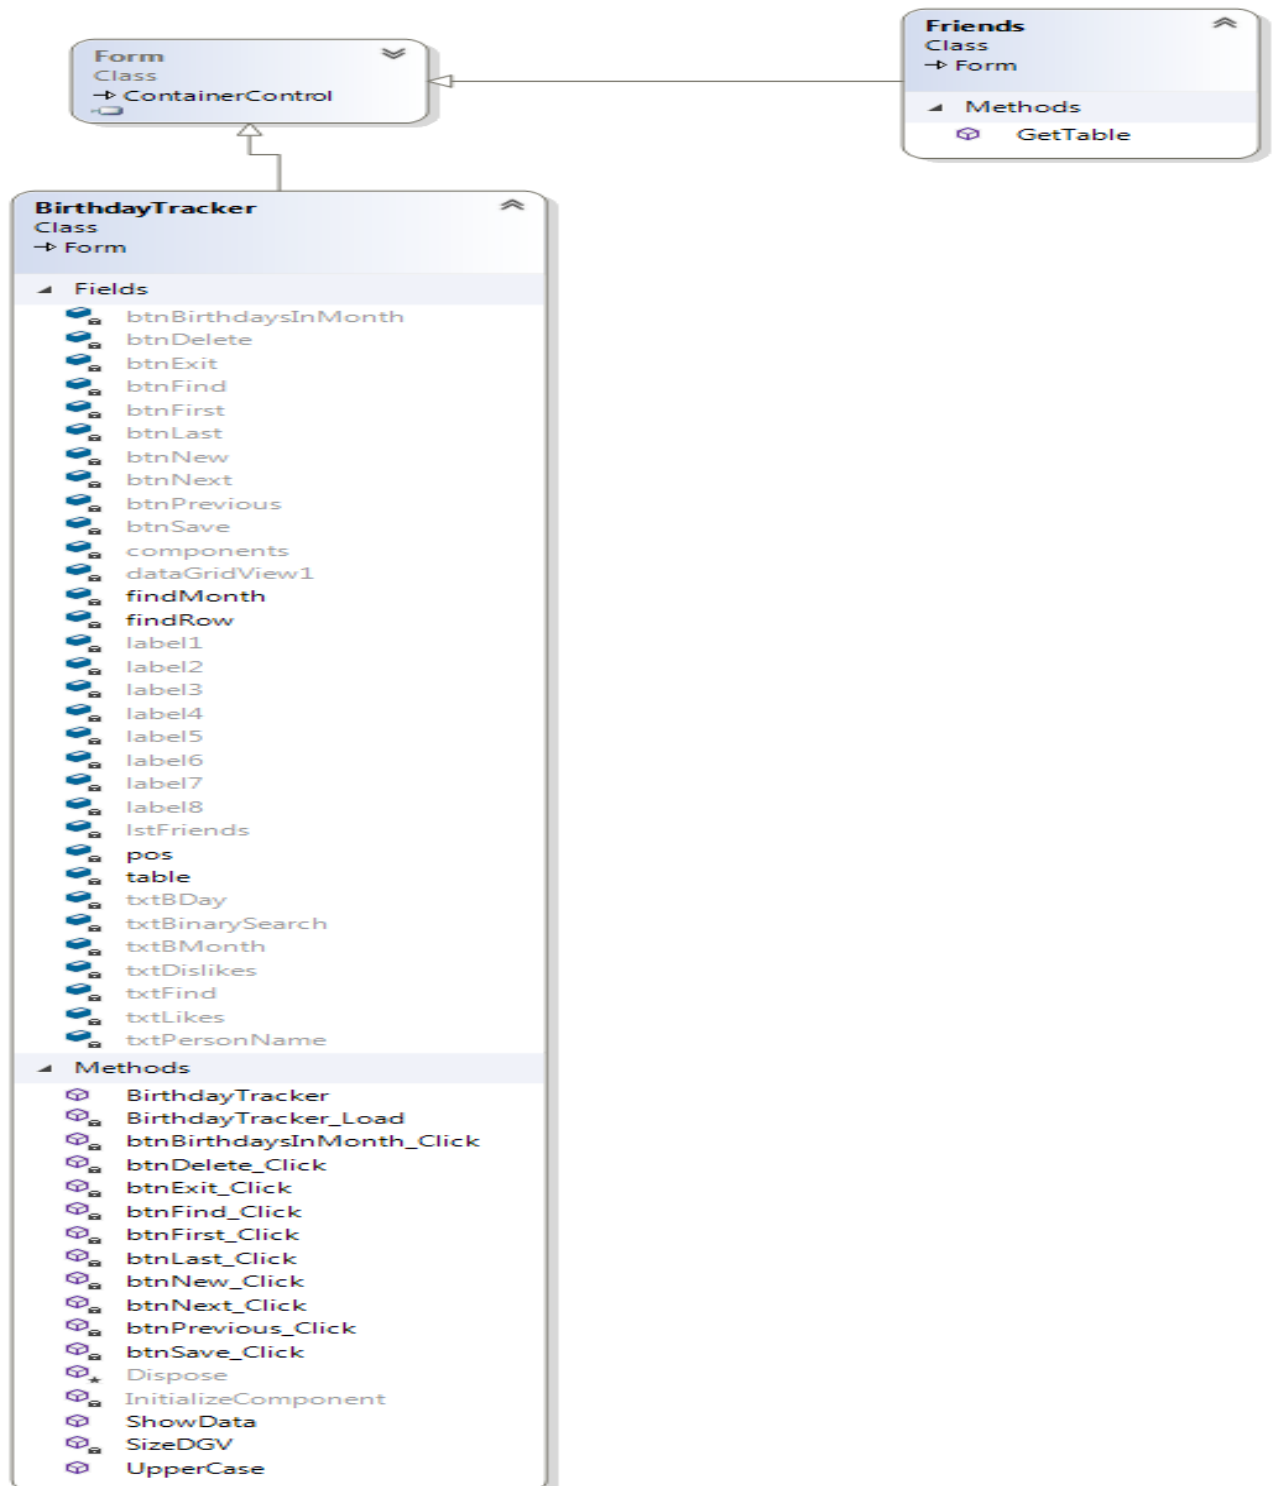 Form
Class
ContainerControl
Friends
Class
Form
Methods
GetTable
BirthdayTracker
Class
Form
Fields
btnBirthdaysInMonth
btnDelete
btnExit
btnFind
btnFirst
btnLast
btnNew
btnNext
btnPrevious
btnSave
components
dataGridView1
findMonth
findRow
label1
label2
label3
label4
label5
label6
label7
label8
lstFriends
pos
table
txtBDay
txtBinarySearch
txtBMonth
txtDislikes
txtFind
txtLikes
txtPersonName
Methods
BirthdayTracker
BirthdayTracker_Load
btnBirthdaysInMonth_Click
btnDelete_Click
btnExit_Click
btnFind_Click
btnFirst_Click
btnLast_Click
btnNew_Click
btnNext_Click
btnPrevious_Click
btnSave_Click
Dispose
InitializeComponent
ShowData
SizeDGV
UpperCase